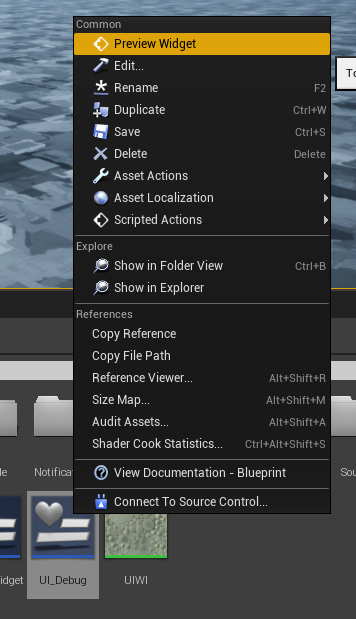 Common
Preview Widget
To
Edit...
Rename F2
Duplicate Ctrl+W
Save Ctrl+S
Delete Delete
Asset Actions
Asset Localization
Scripted Actions
Explore
Show in Folder View Ctrl+B
Show in Explorer
References
Copy Reference
Copy File Path
Reference Viewer... Alt+Shift+R
Size Map... Alt+Shift+M
Audit Assets... Alt+Shift+A
Shader Cook Statistics... Ctrl+Alt+Shift+S
le Notificat Sou
View Documentation - Blueprint
Connect To Source Control...
idget UI_Debug UIWI